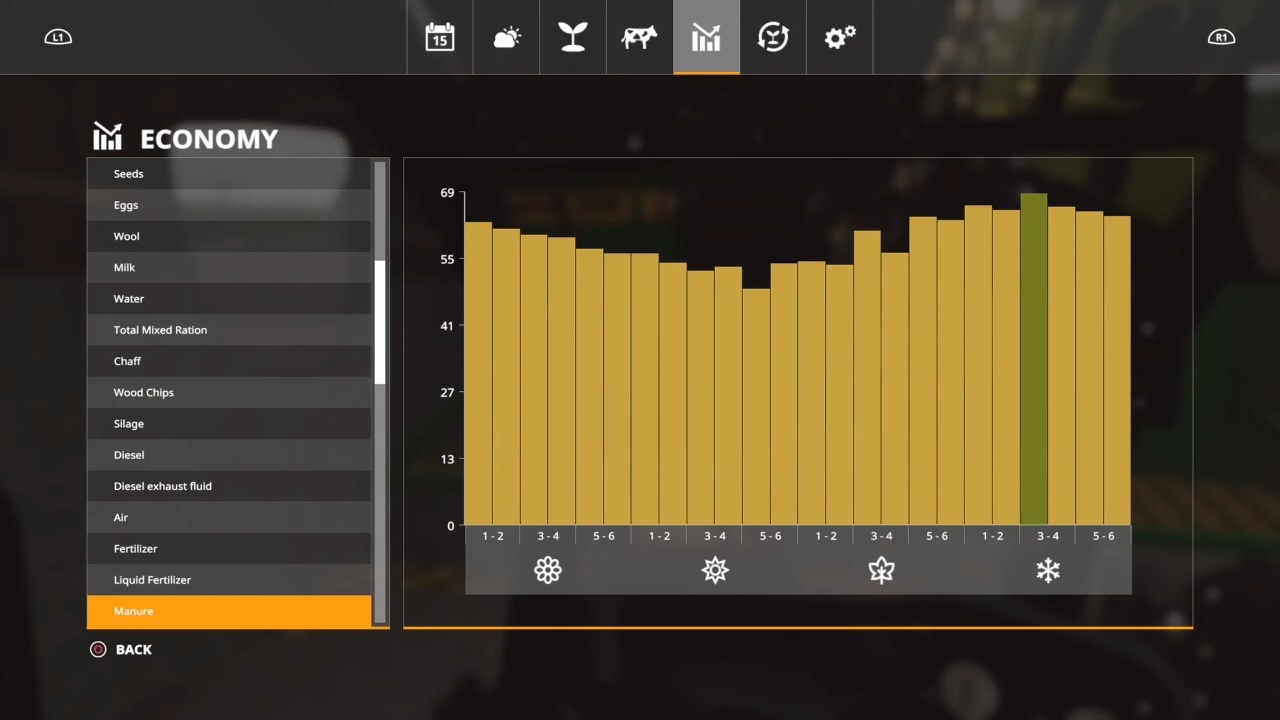 L1
15
R1
ECONOMY
Seeds
Eggs
Wool
Milk
Water
Total Mixed Ration
Chaff
Wood Chips
Silage
Diesel
Diesel exhaust fluid
Air
Fertilizer
Liquid Fertilizer
Manure
69
55
41
27
13
0
1 - 2 3 - 4 5 - 6 1 - 2 3 - 4 5 - 6 1 - 2 3 - 4 5 - 6 1 - 2 3 - 4 5 - 6
BACK